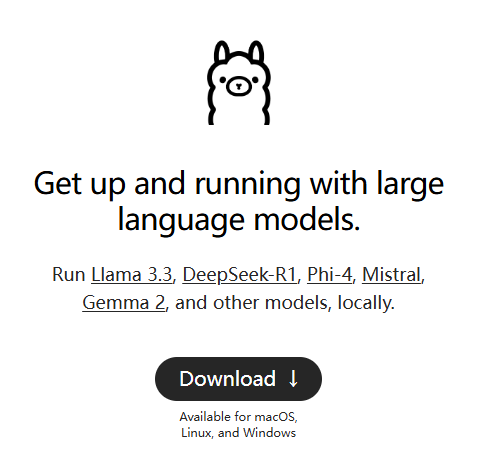 Get up and running with large
language models.
Run Llama 3.3, DeepSeek-R1, Phi-4, Mistral,
Gemma 2, and other models, locally.
Download ↓
Available for macOS,
Linux, and Windows